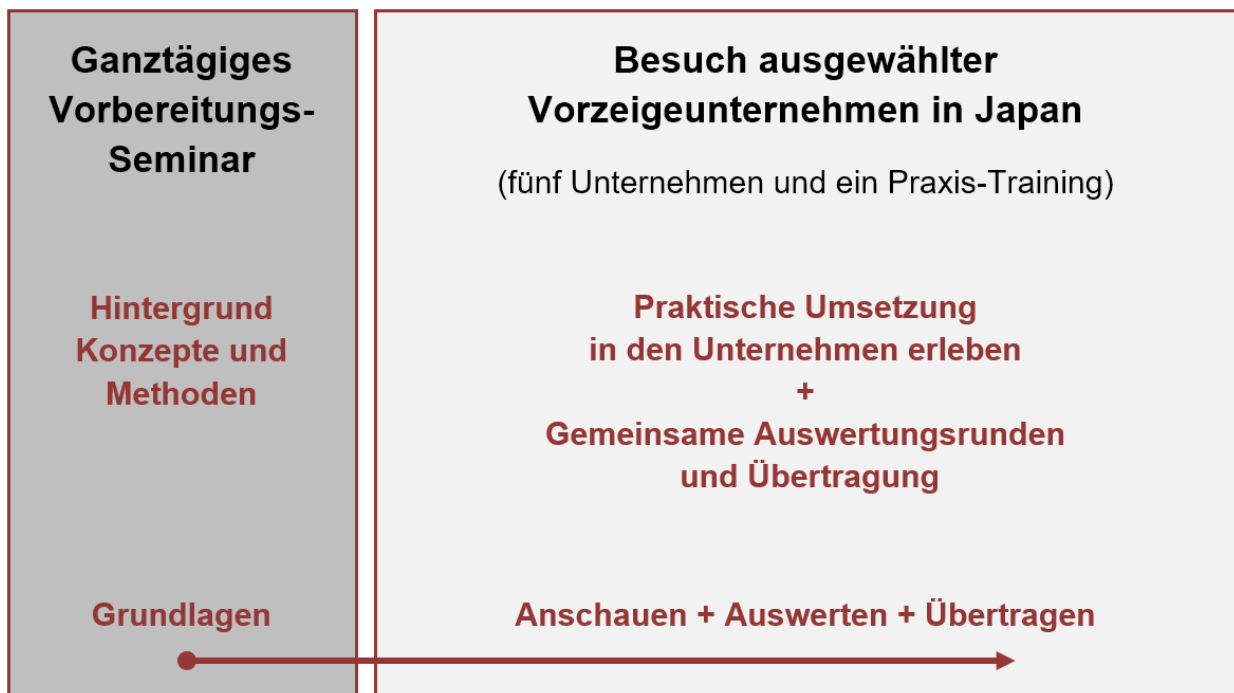 Ganztägiges
Vorbereitungs-
Seminar
Hintergrund
Konzepte und
Methoden
Grundlagen
Besuch ausgewählter
Vorzeigeunternehmen in Japan
(fünf Unternehmen und ein Praxis-Training)
Praktische Umsetzung
in den Unternehmen erleben
+
Gemeinsame Auswertungsrunden
und Übertragung
Anschauen + Auswerten + Übertragen